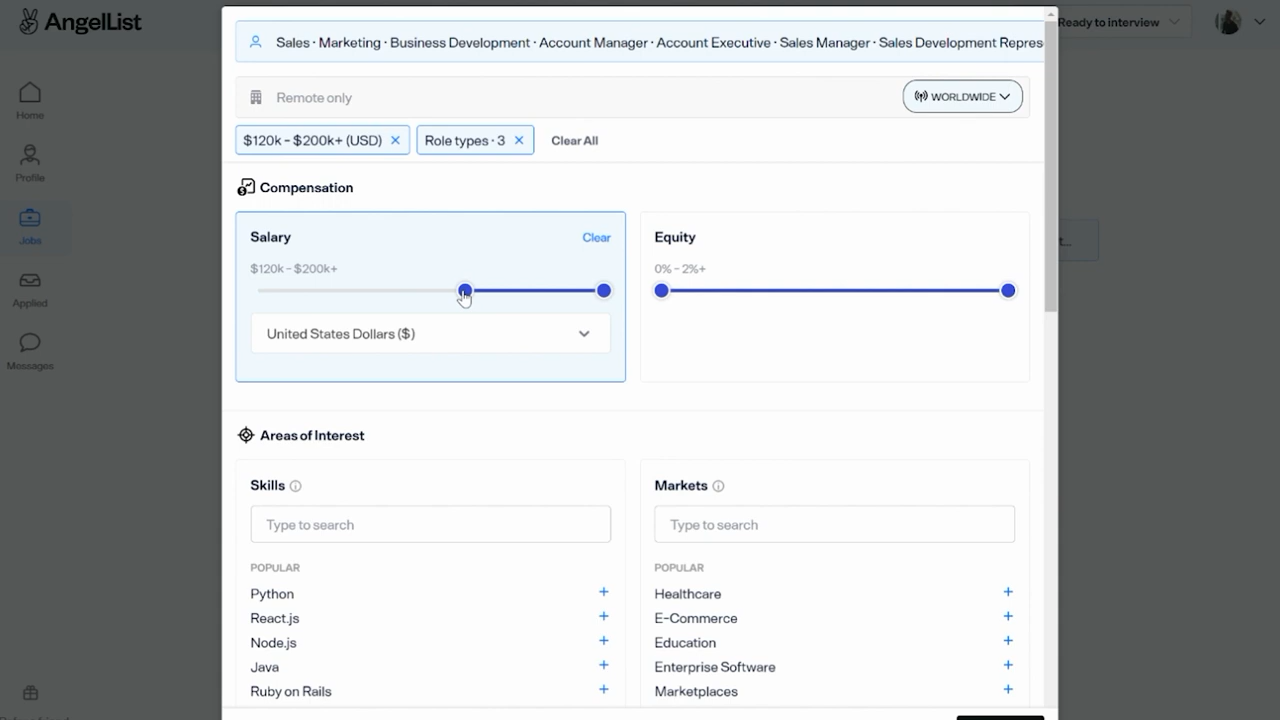 AngelList
Ready to interview
Home
Profile
Jobs
Applied
Messages
Sales · Marketing · Business Development · Account Manager · Account Executive · Sales Manager · Sales Development Repres
Remote only
WORLDWIDE
$120k - $200k+ (USD) ×
Role types · 3 ×
Clear All
Compensation
Salary
Clear
$120k - $200k+
United States Dollars ($)
Equity
0% - 2%+
Areas of Interest
Skills
Type to search
POPULAR
Python +
React.js +
Node.js +
Java +
Ruby on Rails +
Markets
Type to search
POPULAR
Healthcare +
E-Commerce +
Education +
Enterprise Software +
Marketplaces +
t...